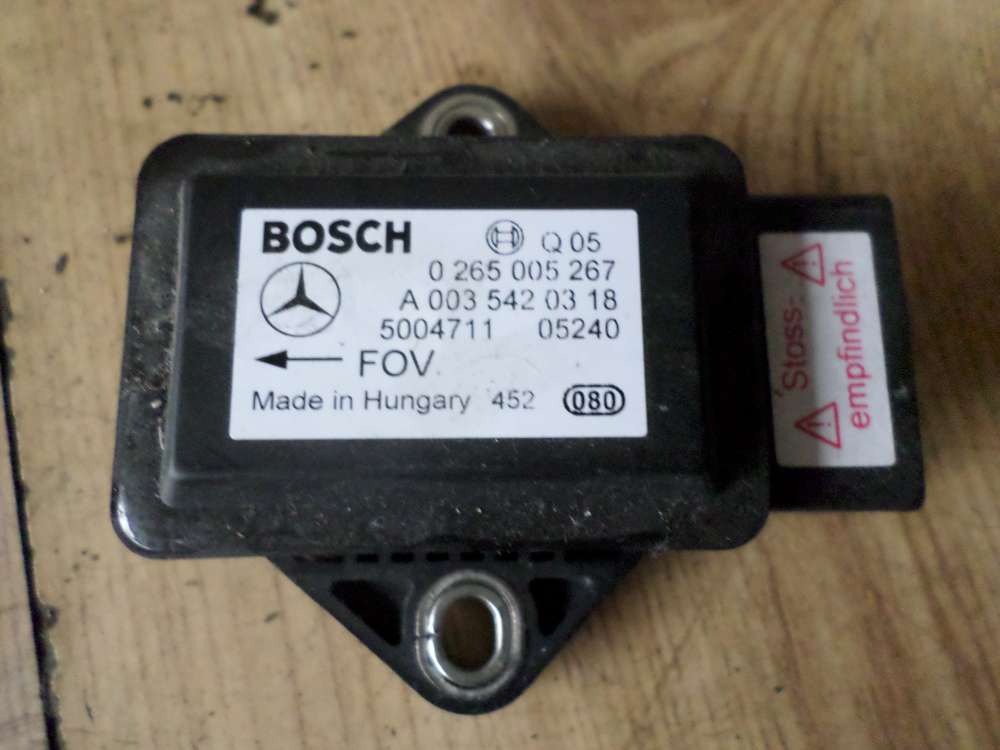 BOSCH Q 05
0 265 005 267
A 003 542 03 18
5004711 05240
FOV
Made in Hungary 452 080
Stoss-
empfindlich